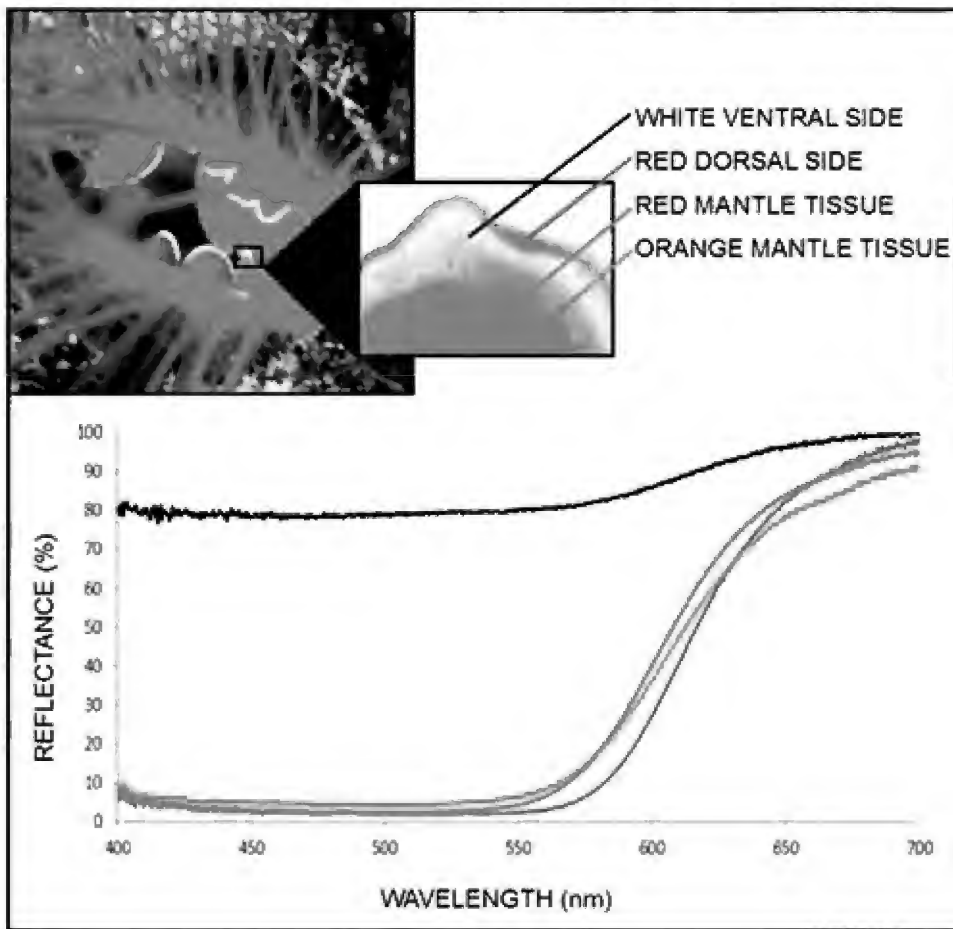 WHITE VENTRAL SIDE
RED DORSAL SIDE
RED MANTLE TISSUE
ORANGE MANTLE TISSUE
100
90
80
70
60
50
40
30
20
10
0
REFLECTANCE (%)
400 450 500 550 600 650 700
WAVELENGTH (nm)